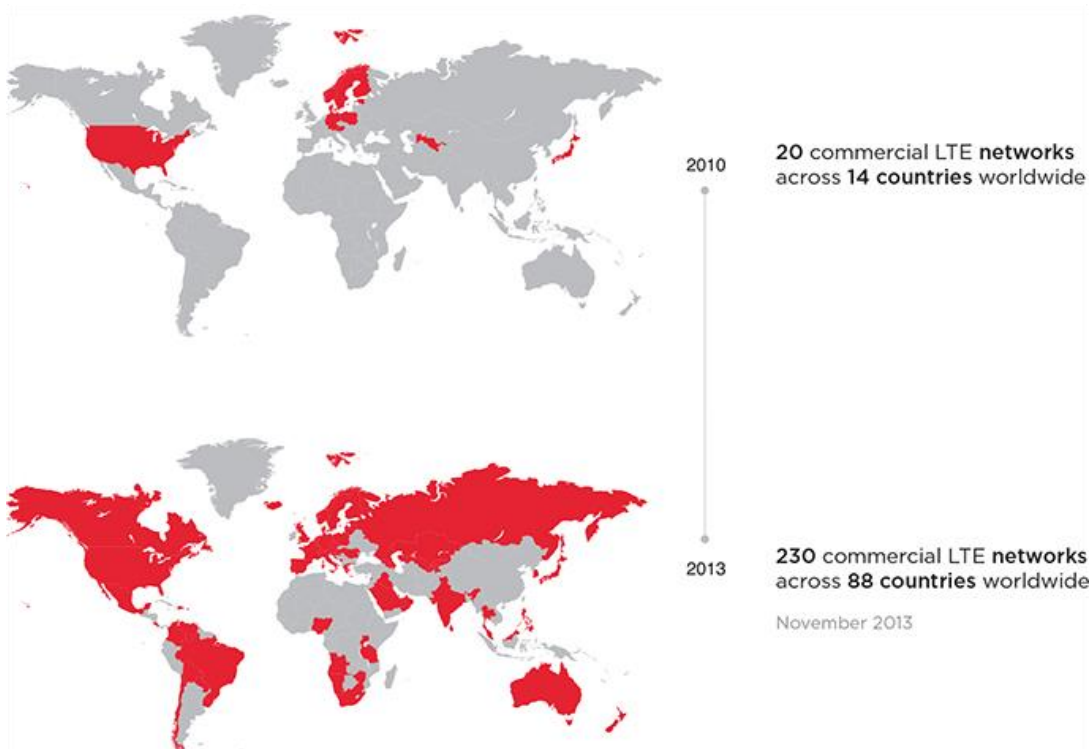 2010
20 commercial LTE networks
across 14 countries worldwide
2013
230 commercial LTE networks
across 88 countries worldwide
November 2013